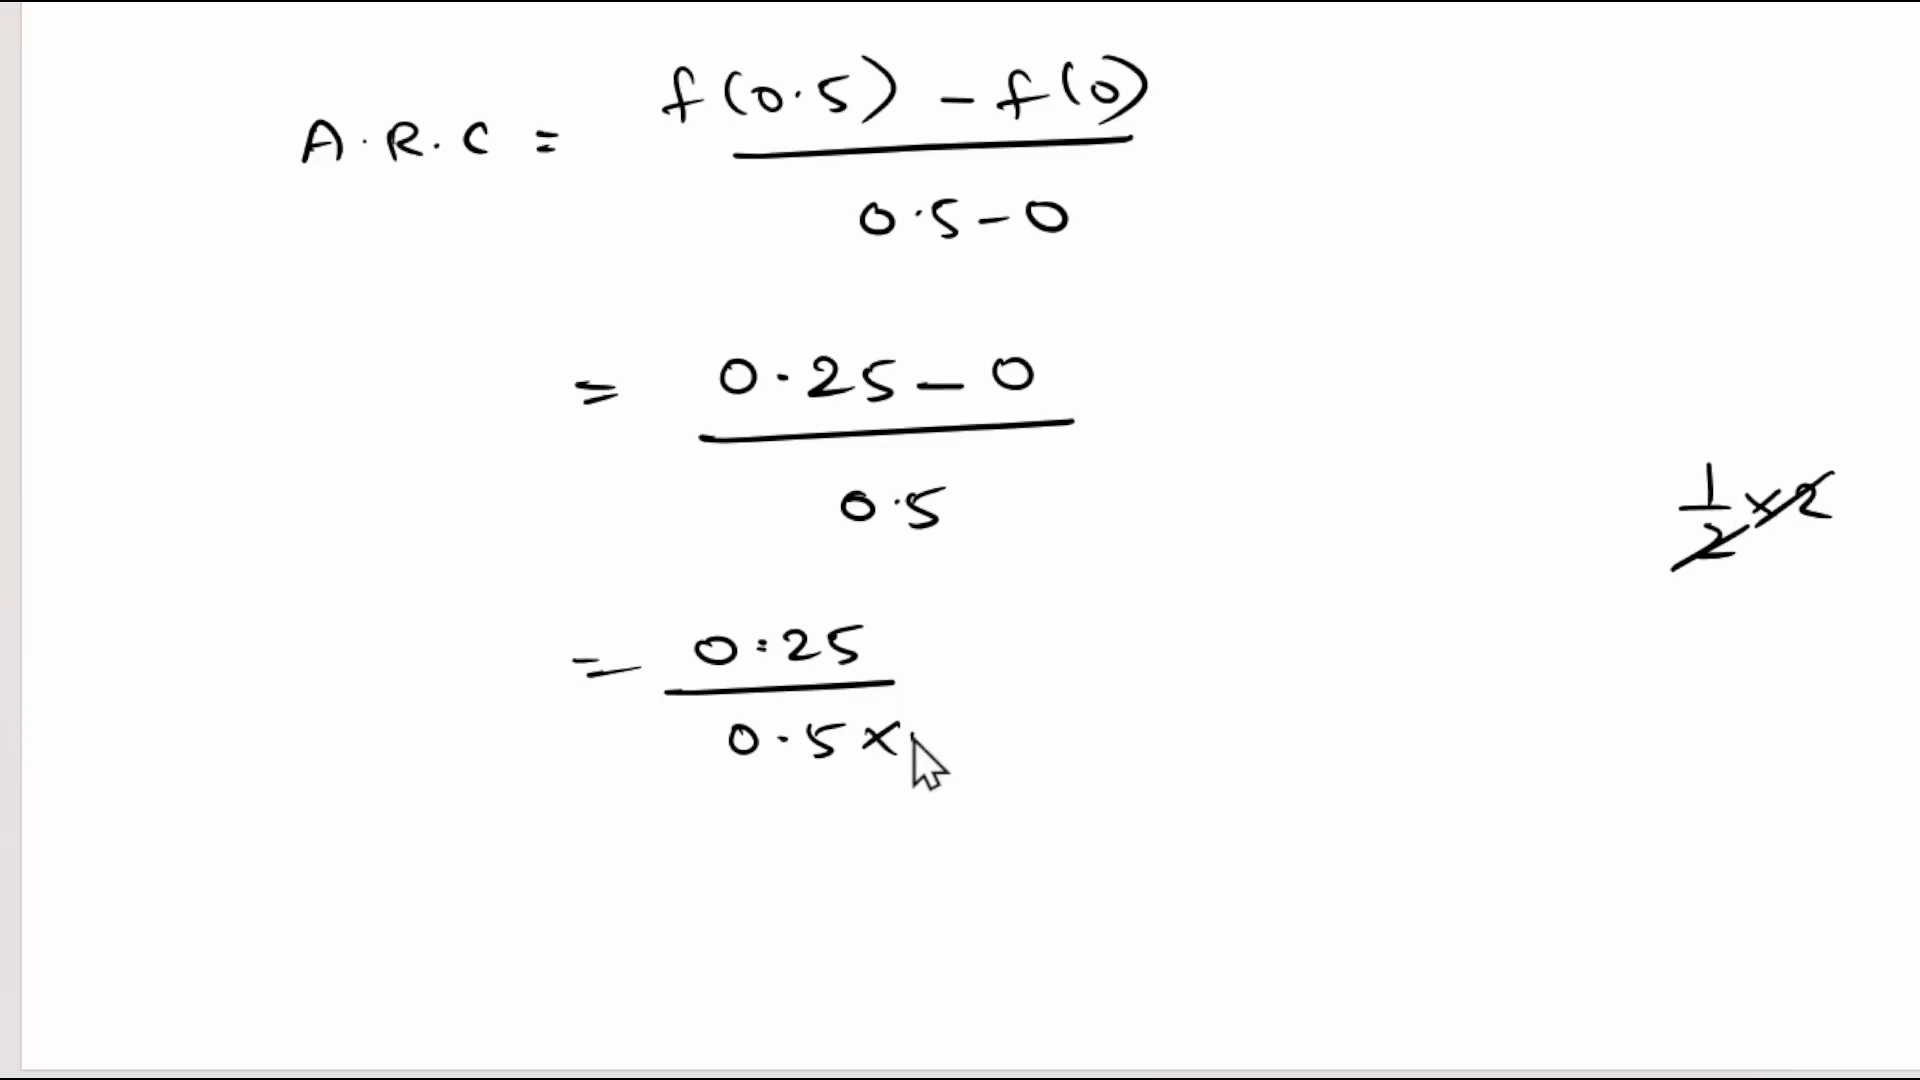 f(0.5) - f(0)
A.R.C =
0.5 - 0
= 0.25 - 0
0.5
1/2 × 2
= 0.25
0.5 ×